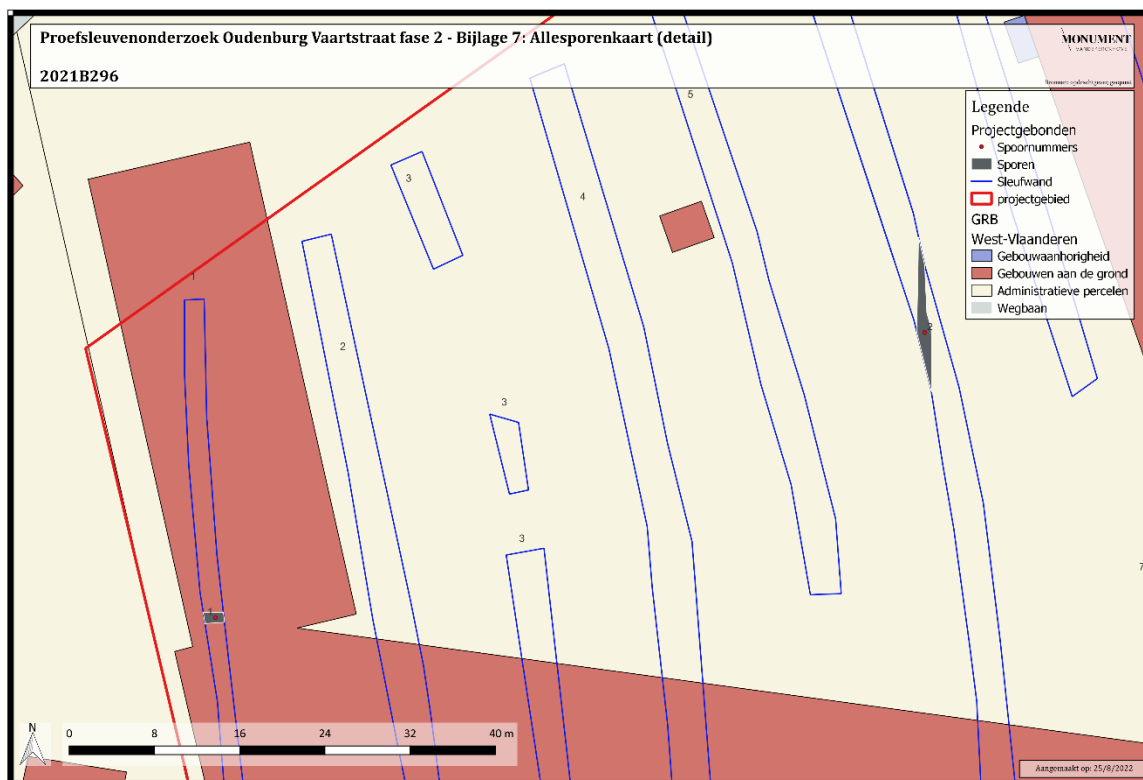 Proefsleuvenonderzoek Oudenburg Vaartstraat fase 2 - Bijlage 7: Allesporenkaart (detail)
2021B296
MONUMENT
Legende
Projectgebonden
Spoornummers
Sporen
Sleufwand
projectgebied
GRB
West-Vlaanderen
Gebouwaanhorigheid
Gebouwen aan de grond
Administratieve percelen
Wegbaan
5
3
4
1
2
2
3
3
7
1
N
0 8 16 24 32 40 m
Aangemaakt op: 25/8/2022